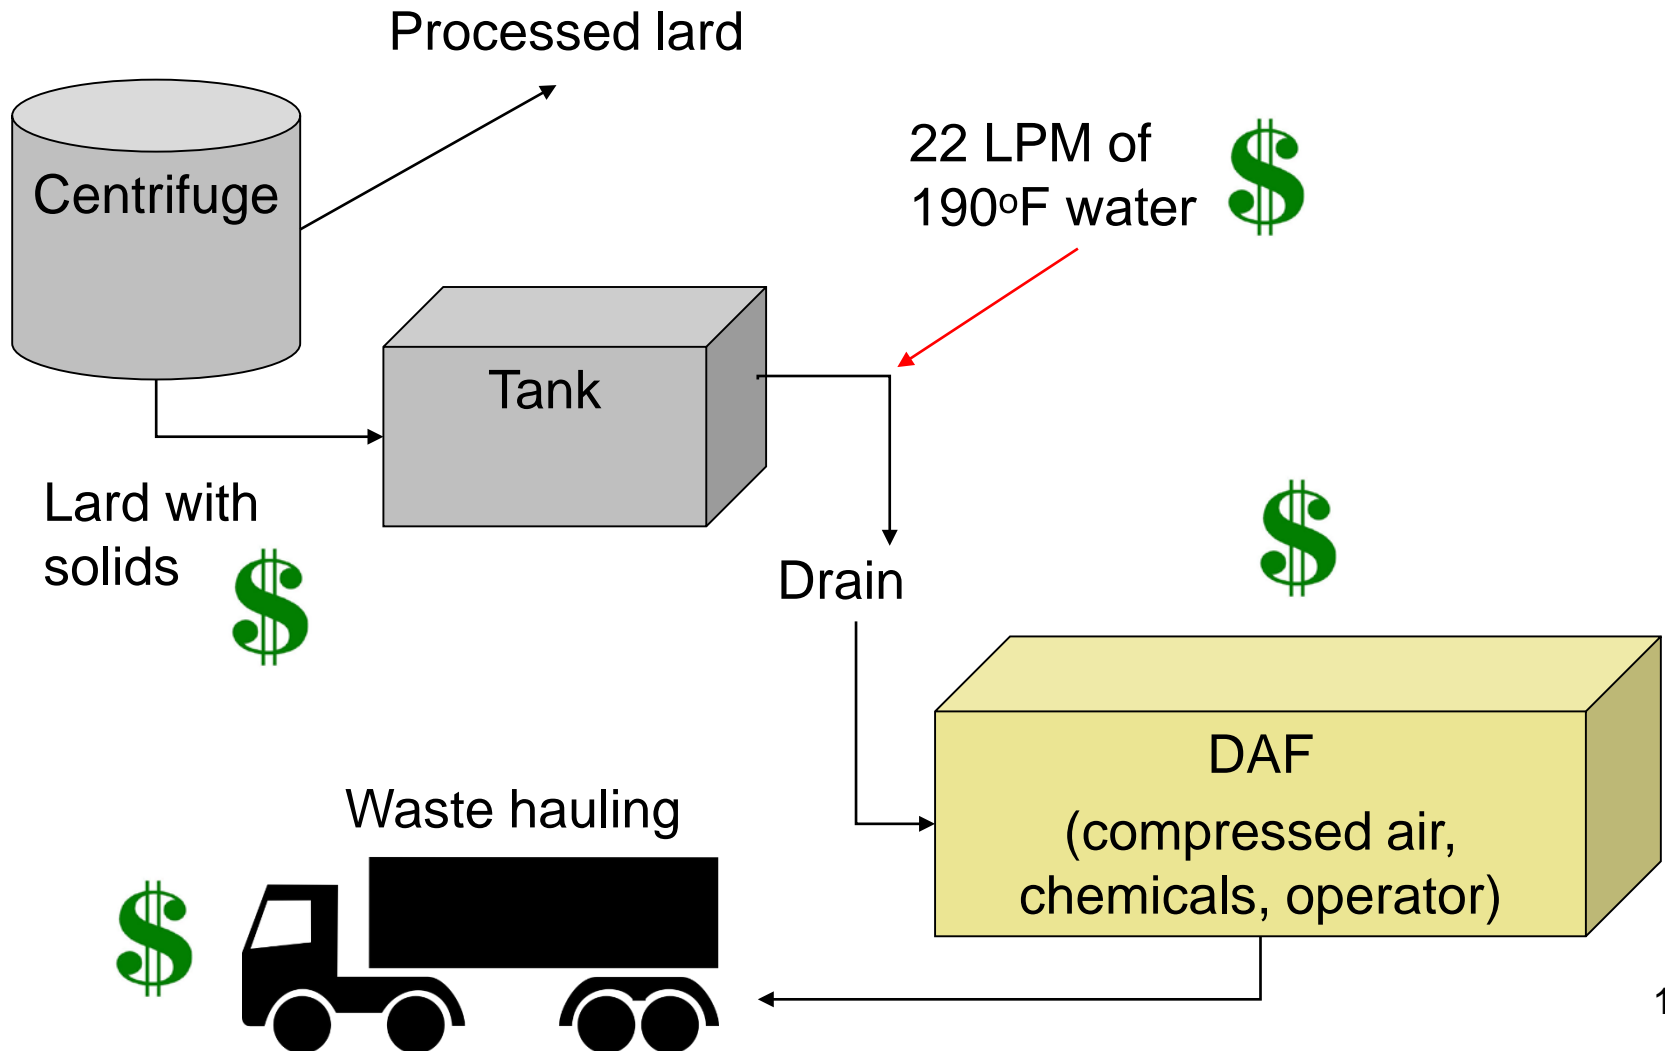 Processed lard
Centrifuge
22 LPM of
190ºF water
$
Tank
Lard with
solids
$
Drain
$
DAF
(compressed air,
chemicals, operator)
Waste hauling
$
1